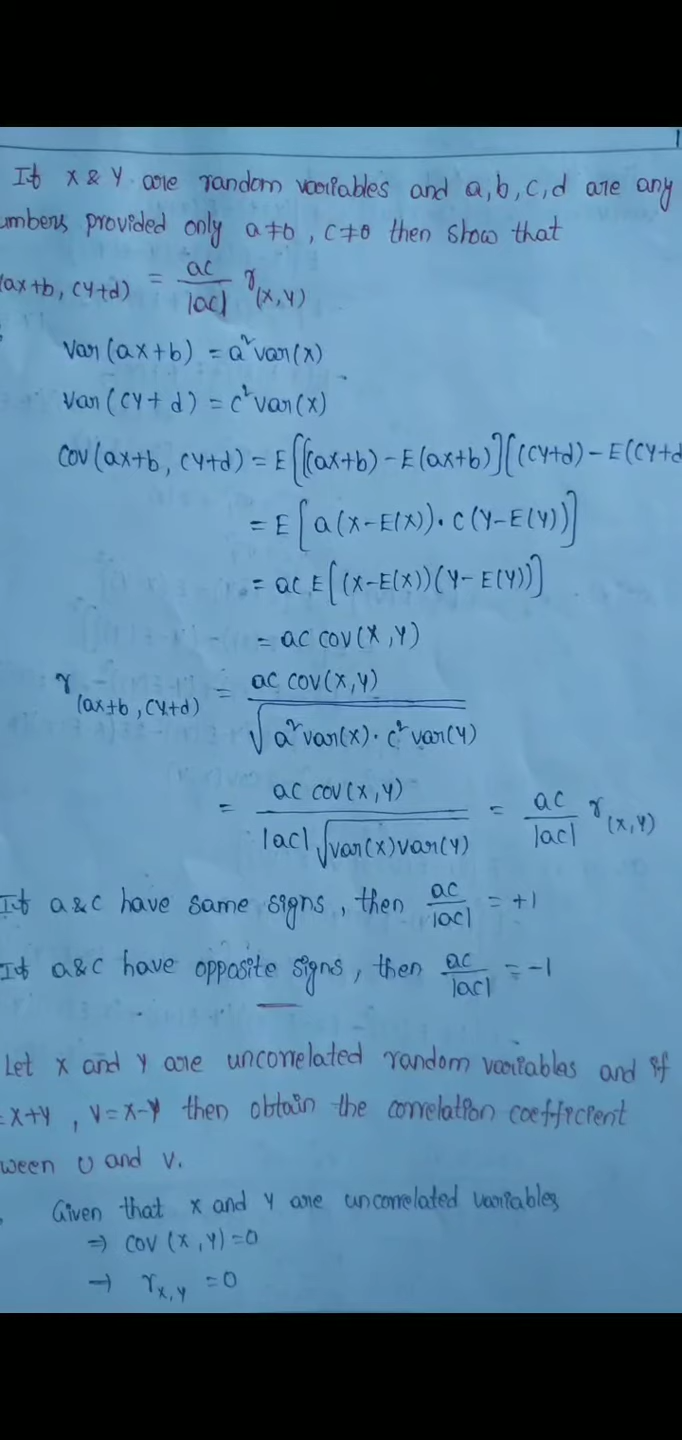 If X & Y are random variables and a, b, c, d are any
umbers provided only a≠0, c≠0 then show that
(ax+b, cy+d) = ac/|ac| r(x,y)
var(ax+b) = a² var(x)
var(cy+d) = c² var(x)
cov(ax+b, cy+d) = E[(ax+b) - E(ax+b)][(cy+d) - E(cy+d
= E[a(x-E(x)) · c(y-E(y))]
= ac E[(x-E(x))(y-E(y))]
= ac cov(x,y)
r(ax+b, cy+d) = ac cov(x,y) / √a² var(x) · c² var(y)
= ac cov(x,y) / |ac| √var(x) var(y) = ac/|ac| r(x,y)
If a&c have same signs, then ac/|ac| = +1
If a&c have opposite signs, then ac/|ac| = -1
Let x and y are uncorrelated random variables and if
= x+y, v = x-y then obtain the correlation coefficient
ween U and V.
Given that x and y are uncorrelated variables
⇒ cov(x,y) = 0
→ r x,y = 0